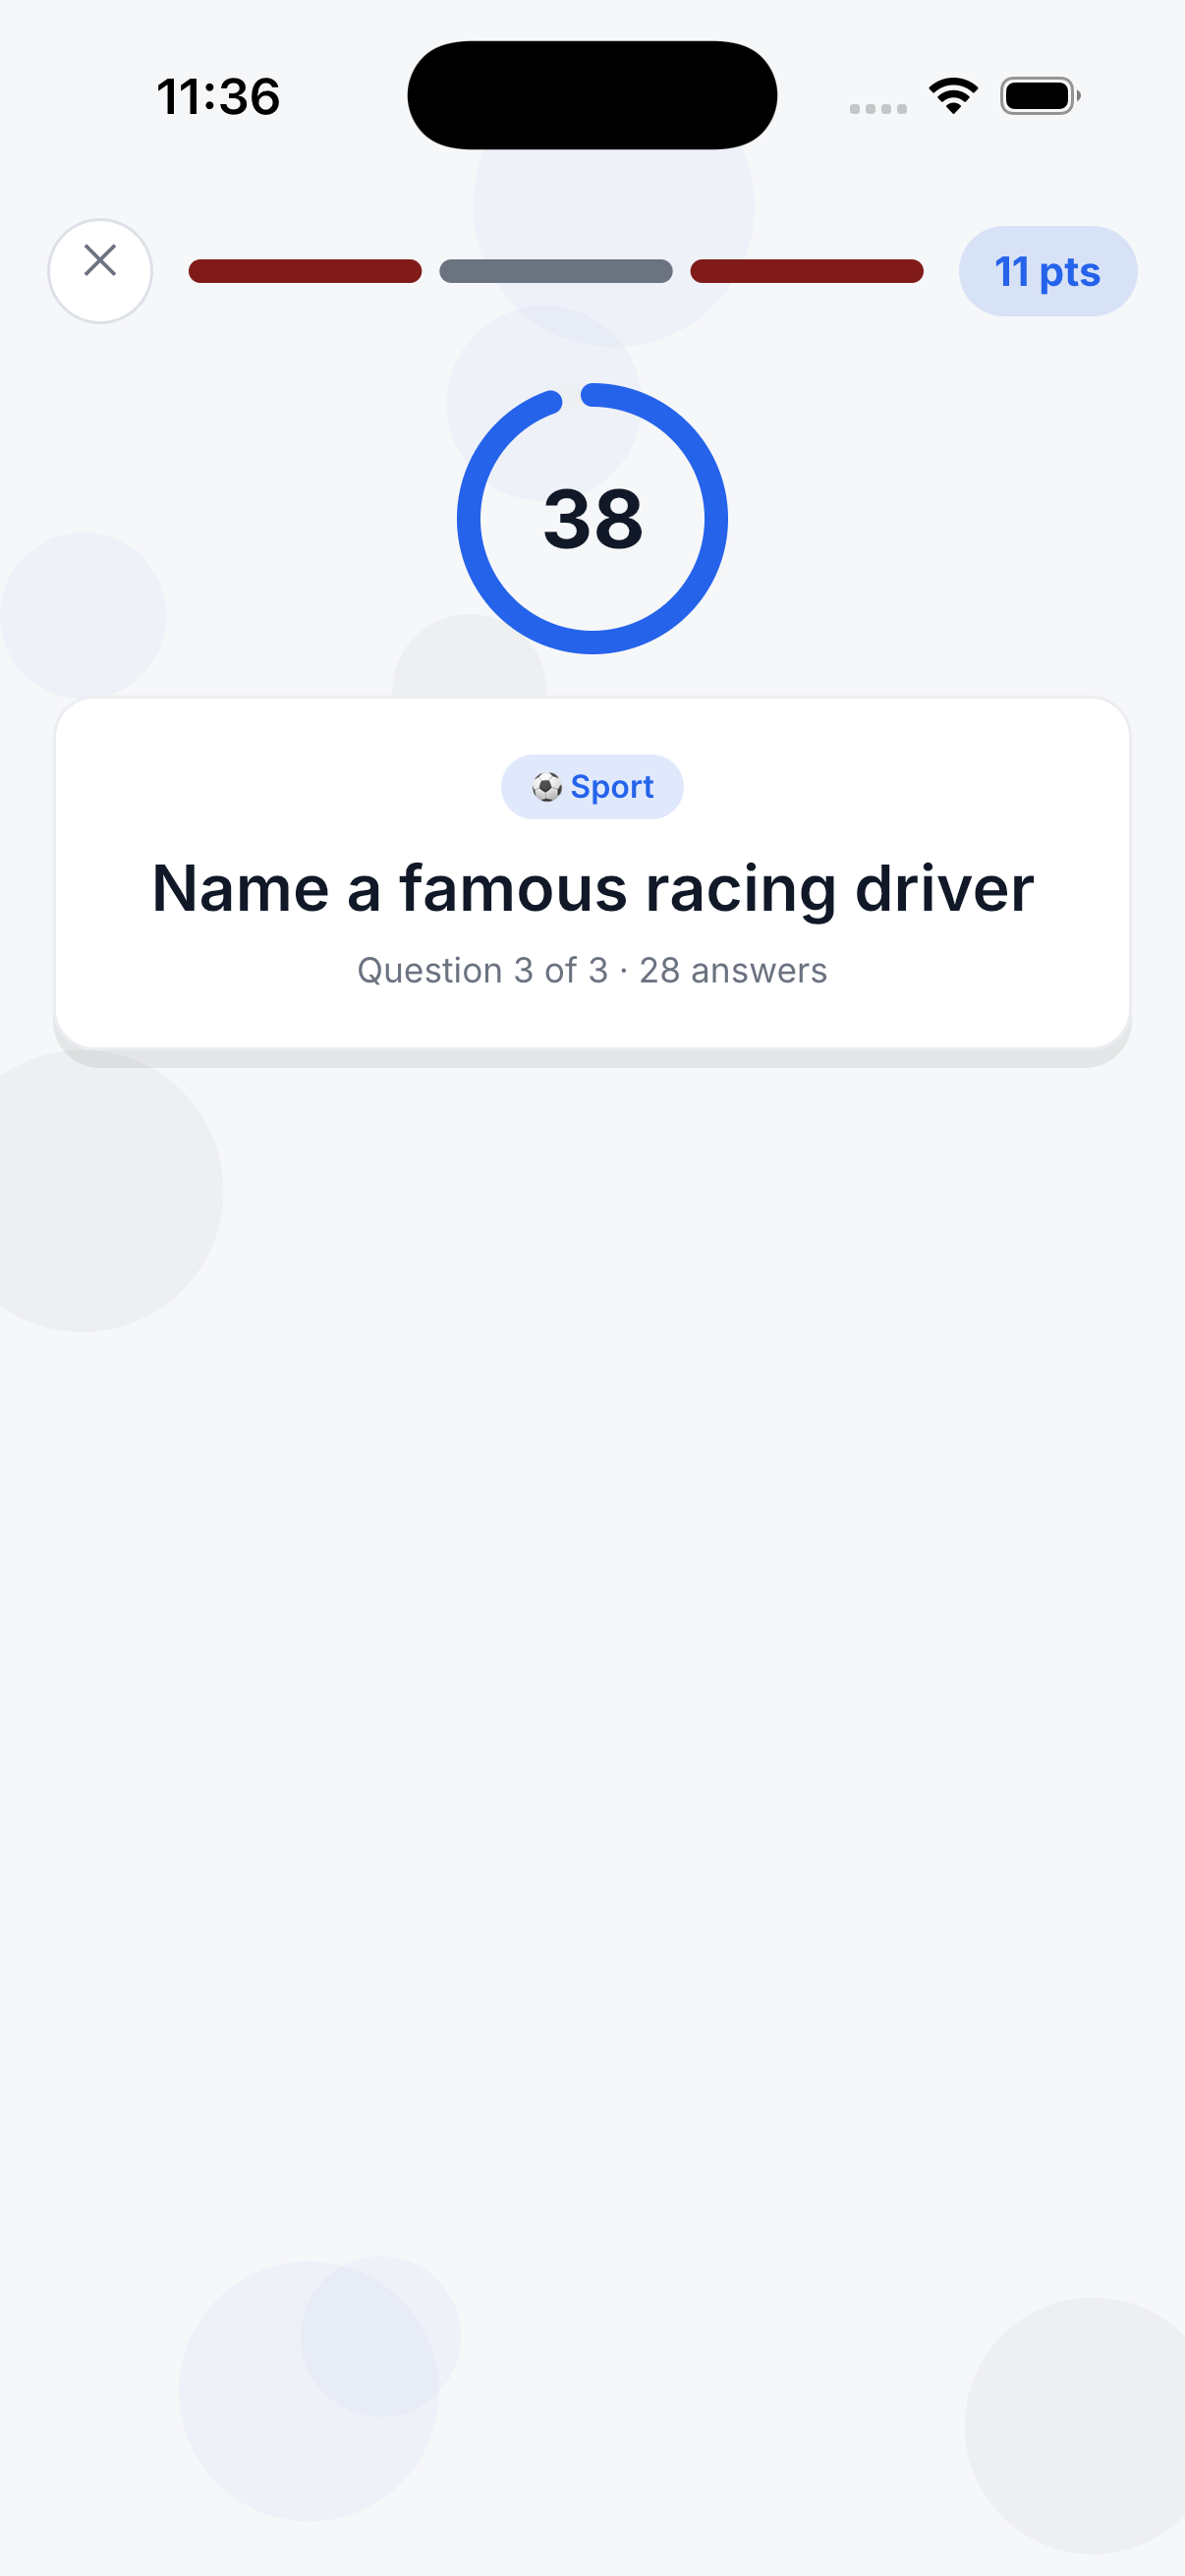 11:36
11 pts
38
⚽ Sport
Name a famous racing driver
Question 3 of 3 · 28 answers